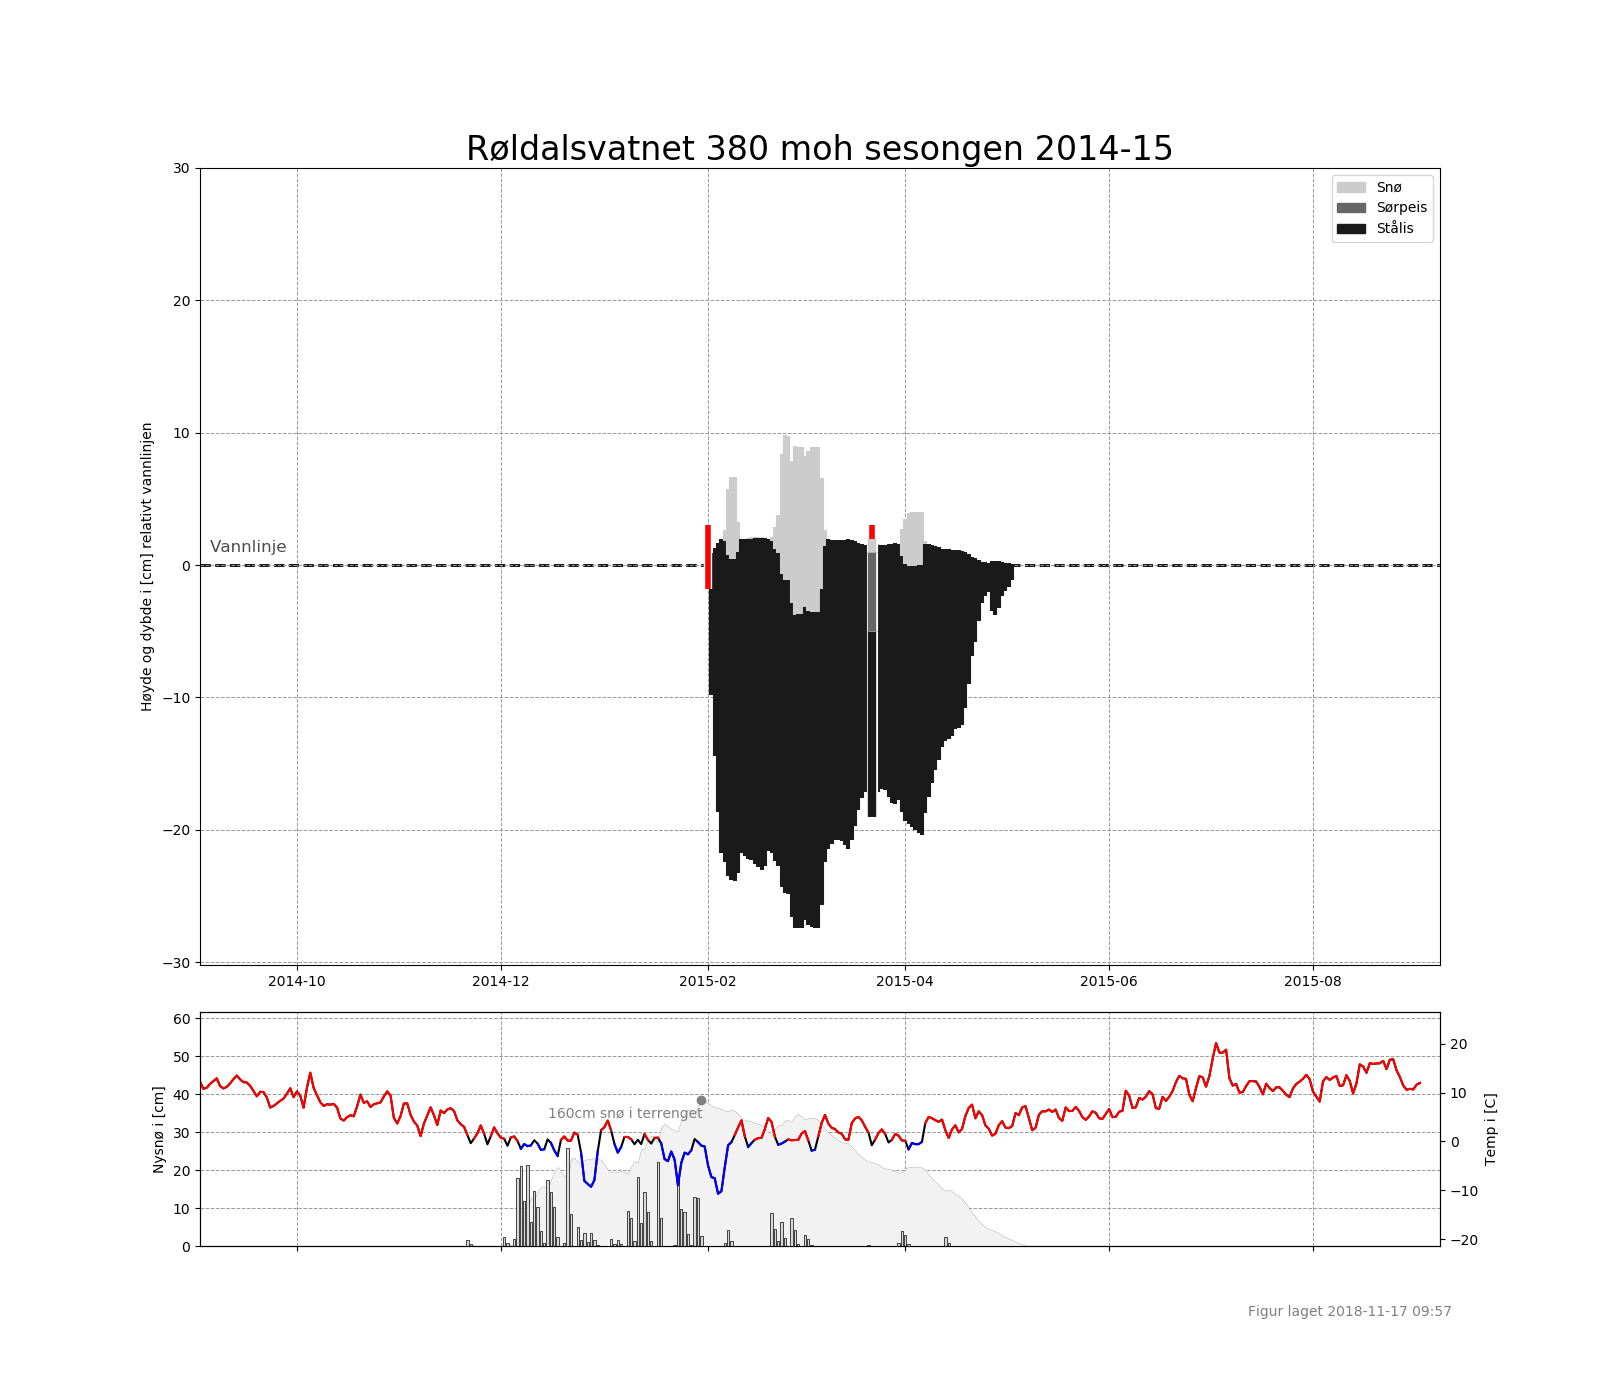 Røldalsvatnet 380 moh sesongen 2014-15
Snø
Sørpeis
Stålis
Høyde og dybde i [cm] relativt vannlinjen
30
20
10
0
−10
−20
−30
Vannlinje
2014-10
2014-12
2015-02
2015-04
2015-06
2015-08
Nysnø i [cm]
60
50
40
30
20
10
0
160cm snø i terrenget
20
10
0
−10
−20
Temp i [C]
Figur laget 2018-11-17 09:57